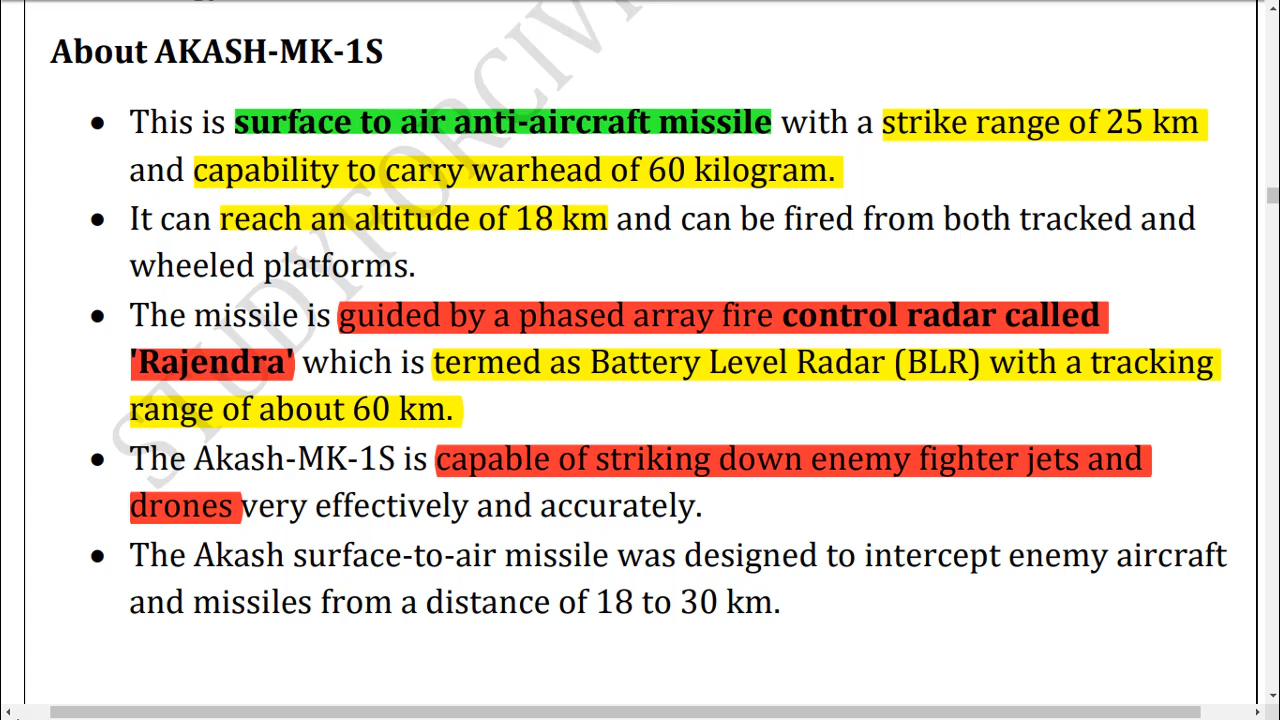 About AKASH-MK-1S
• This is surface to air anti-aircraft missile with a strike range of 25 km
and capability to carry warhead of 60 kilogram.
• It can reach an altitude of 18 km and can be fired from both tracked and
wheeled platforms.
• The missile is guided by a phased array fire control radar called
'Rajendra' which is termed as Battery Level Radar (BLR) with a tracking
range of about 60 km.
• The Akash-MK-1S is capable of striking down enemy fighter jets and
drones very effectively and accurately.
• The Akash surface-to-air missile was designed to intercept enemy aircraft
and missiles from a distance of 18 to 30 km.
STUDYFORCIV